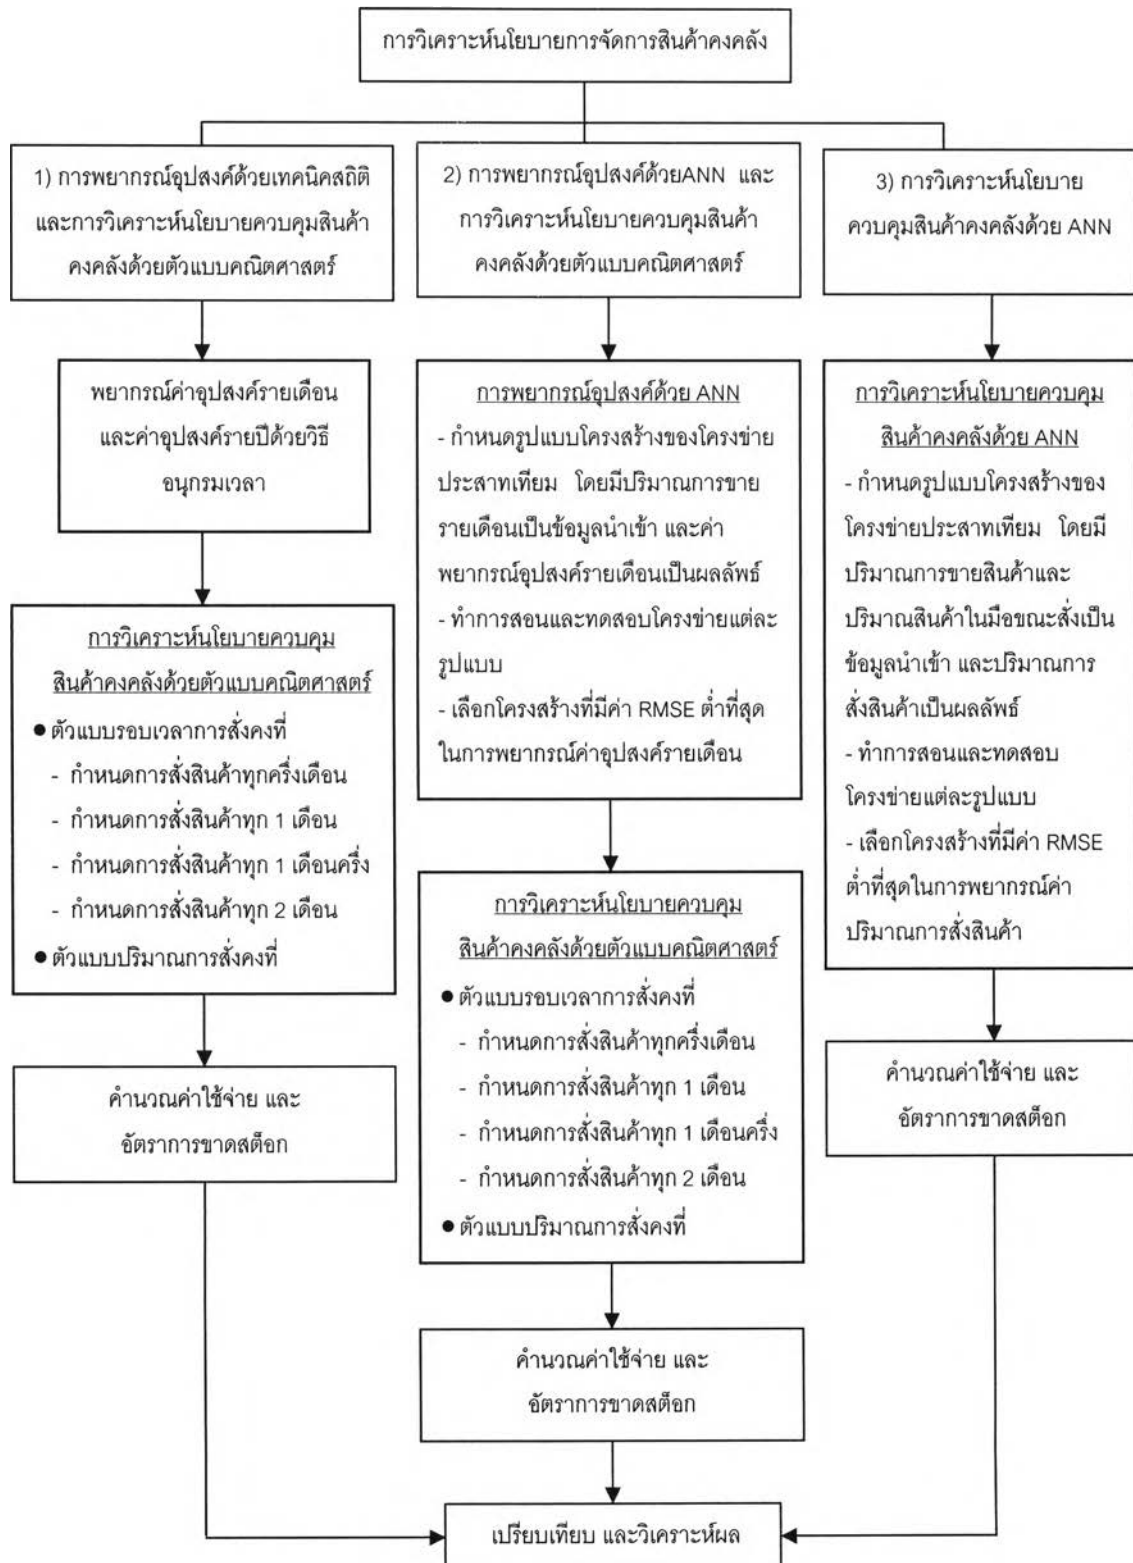 การวิเคราะห์นโยบายการจัดการสินค้าคงคลัง
1) การพยากรณ์อุปสงค์ด้วยเทคนิคสถิติ
และการวิเคราะห์นโยบายควบคุมสินค้า
คงคลังด้วยตัวแบบคณิตศาสตร์
2) การพยากรณ์อุปสงค์ด้วยANN และ
การวิเคราะห์นโยบายควบคุมสินค้า
คงคลังด้วยตัวแบบคณิตศาสตร์
3) การวิเคราะห์นโยบาย
ควบคุมสินค้าคงคลังด้วย ANN
พยากรณ์ค่าอุปสงค์รายเดือน
และค่าอุปสงค์รายปีด้วยวิธี
อนุกรมเวลา
การวิเคราะห์นโยบายควบคุม
สินค้าคงคลังด้วยตัวแบบคณิตศาสตร์
● ตัวแบบรอบเวลาการสั่งคงที่
- กำหนดการสั่งสินค้าทุกครึ่งเดือน
- กำหนดการสั่งสินค้าทุก 1 เดือน
- กำหนดการสั่งสินค้าทุก 1 เดือนครึ่ง
- กำหนดการสั่งสินค้าทุก 2 เดือน
● ตัวแบบปริมาณการสั่งคงที่
คำนวณค่าใช้จ่าย และ
อัตราการขาดสต็อก
การพยากรณ์อุปสงค์ด้วย ANN
- กำหนดรูปแบบโครงสร้างของโครงข่าย
ประสาทเทียม โดยมีปริมาณการขาย
รายเดือนเป็นข้อมูลนำเข้า และค่า
พยากรณ์อุปสงค์รายเดือนเป็นผลลัพธ์
- ทำการสอนและทดสอบโครงข่ายแต่ละ
รูปแบบ
- เลือกโครงสร้างที่มีค่า RMSE ต่ำที่สุด
ในการพยากรณ์ค่าอุปสงค์รายเดือน
การวิเคราะห์นโยบายควบคุม
สินค้าคงคลังด้วยตัวแบบคณิตศาสตร์
● ตัวแบบรอบเวลาการสั่งคงที่
- กำหนดการสั่งสินค้าทุกครึ่งเดือน
- กำหนดการสั่งสินค้าทุก 1 เดือน
- กำหนดการสั่งสินค้าทุก 1 เดือนครึ่ง
- กำหนดการสั่งสินค้าทุก 2 เดือน
● ตัวแบบปริมาณการสั่งคงที่
คำนวณค่าใช้จ่าย และ
อัตราการขาดสต็อก
การวิเคราะห์นโยบายควบคุม
สินค้าคงคลังด้วย ANN
- กำหนดรูปแบบโครงสร้างของ
โครงข่ายประสาทเทียม โดยมี
ปริมาณการขายสินค้าและ
ปริมาณสินค้าในมือขณะสั่งเป็น
ข้อมูลนำเข้า และปริมาณการ
สั่งสินค้าเป็นผลลัพธ์
- ทำการสอนและทดสอบ
โครงข่ายแต่ละรูปแบบ
- เลือกโครงสร้างที่มีค่า RMSE
ต่ำที่สุดในการพยากรณ์ค่า
ปริมาณการสั่งสินค้า
คำนวณค่าใช้จ่าย และ
อัตราการขาดสต็อก
เปรียบเทียบ และวิเคราะห์ผล